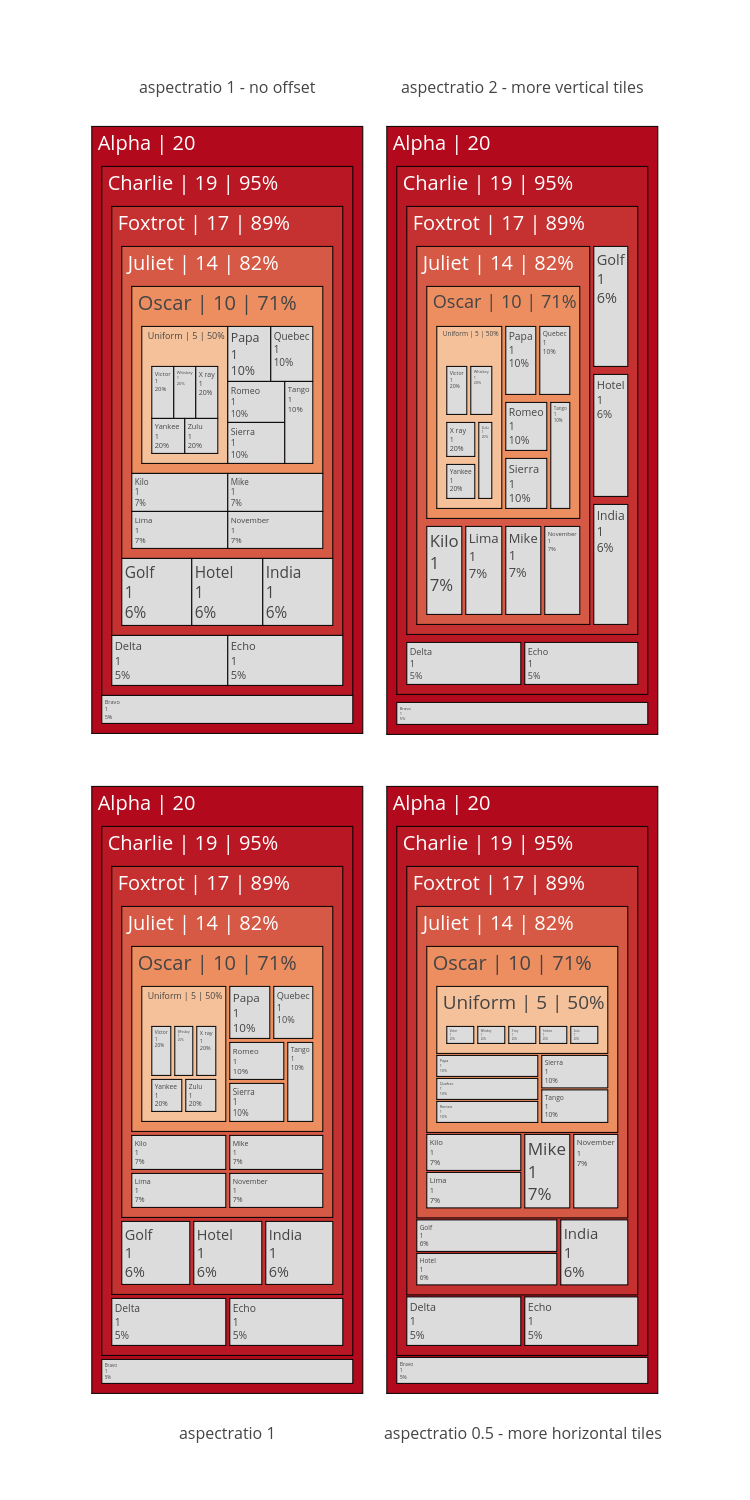 aspectratio 1 - no offset
aspectratio 2 - more vertical tiles
Alpha | 20
Charlie | 19 | 95%
Foxtrot | 17 | 89%
Juliet | 14 | 82%
Oscar | 10 | 71%
Uniform | 5 | 50%
Victor
1
20%
Whiskey
1
20%
X ray
1
20%
Yankee
1
20%
Zulu
1
20%
Papa
1
10%
Quebec
1
10%
Romeo
1
10%
Sierra
1
10%
Tango
1
10%
Kilo
1
7%
Mike
1
7%
Lima
1
7%
November
1
7%
Golf
1
6%
Hotel
1
6%
India
1
6%
Delta
1
5%
Echo
1
5%
Bravo
1
5%
Alpha | 20
Charlie | 19 | 95%
Foxtrot | 17 | 89%
Juliet | 14 | 82%
Oscar | 10 | 71%
Uniform | 5 | 50%
Victor
1
20%
Whiskey
1
20%
X ray
1
20%
Zulu
1
20%
Yankee
1
20%
Papa
1
10%
Quebec
1
10%
Romeo
1
10%
Tango
1
10%
Sierra
1
10%
Kilo
1
7%
Lima
1
7%
Mike
1
7%
November
1
7%
Golf
1
6%
Hotel
1
6%
India
1
6%
Delta
1
5%
Echo
1
5%
Bravo
1
5%
Alpha | 20
Charlie | 19 | 95%
Foxtrot | 17 | 89%
Juliet | 14 | 82%
Oscar | 10 | 71%
Uniform | 5 | 50%
Victor
1
20%
Whiskey
1
20%
X ray
1
20%
Yankee
1
20%
Zulu
1
20%
Papa
1
10%
Quebec
1
10%
Romeo
1
10%
Tango
1
10%
Sierra
1
10%
Kilo
1
7%
Mike
1
7%
Lima
1
7%
November
1
7%
Golf
1
6%
Hotel
1
6%
India
1
6%
Delta
1
5%
Echo
1
5%
Bravo
1
5%
Alpha | 20
Charlie | 19 | 95%
Foxtrot | 17 | 89%
Juliet | 14 | 82%
Oscar | 10 | 71%
Uniform | 5 | 50%
Papa
1
10%
Quebec
1
10%
Romeo
1
10%
Sierra
1
10%
Tango
1
10%
Kilo
1
7%
Lima
1
7%
Mike
1
7%
November
1
7%
Golf
1
6%
Hotel
1
6%
India
1
6%
Delta
1
5%
Echo
1
5%
Bravo
1
5%
aspectratio 1
aspectratio 0.5 - more horizontal tiles